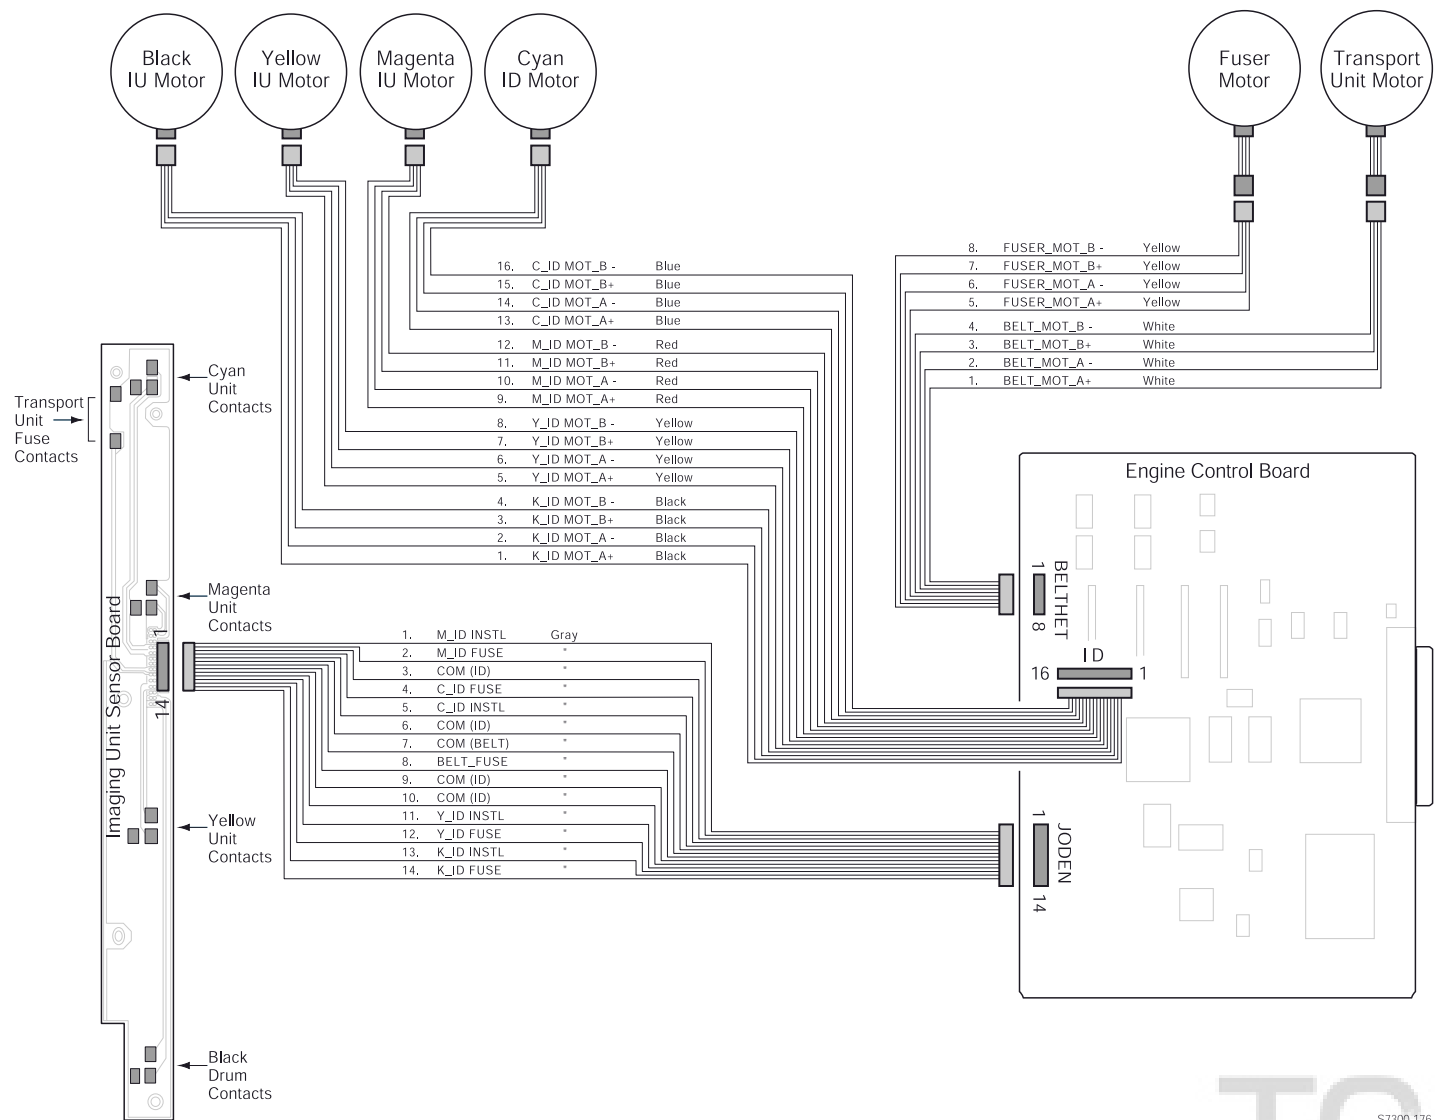 Black
IU Motor
Yellow
IU Motor
Magenta
IU Motor
Cyan
ID Motor
Fuser
Motor
Transport
Unit Motor
16. C_ID MOT_B - Blue
15. C_ID MOT_B+ Blue
14. C_ID MOT_A - Blue
13. C_ID MOT_A+ Blue
12. M_ID MOT_B - Red
11. M_ID MOT_B+ Red
10. M_ID MOT_A - Red
9. M_ID MOT_A+ Red
8. Y_ID MOT_B - Yellow
7. Y_ID MOT_B+ Yellow
6. Y_ID MOT_A - Yellow
5. Y_ID MOT_A+ Yellow
4. K_ID MOT_B - Black
3. K_ID MOT_B+ Black
2. K_ID MOT_A - Black
1. K_ID MOT_A+ Black
8. FUSER_MOT_B - Yellow
7. FUSER_MOT_B+ Yellow
6. FUSER_MOT_A - Yellow
5. FUSER_MOT_A+ Yellow
4. BELT_MOT_B - White
3. BELT_MOT_B+ White
2. BELT_MOT_A - White
1. BELT_MOT_A+ White
Transport
Unit
Fuse
Contacts
Cyan
Unit
Contacts
Magenta
Unit
Contacts
Imaging Unit Sensor Board
1
14
Yellow
Unit
Contacts
Black
Drum
Contacts
1. M_ID INSTL Gray
2. M_ID FUSE "
3. COM (ID) "
4. C_ID FUSE "
5. C_ID INSTL "
6. COM (ID) "
7. COM (BELT) "
8. BELT_FUSE "
9. COM (ID) "
10. COM (ID) "
11. Y_ID INSTL "
12. Y_ID FUSE "
13. K_ID INSTL "
14. K_ID FUSE "
Engine Control Board
1
BELTHET
8
ID
16
1
1
JODEN
14
S7300-176